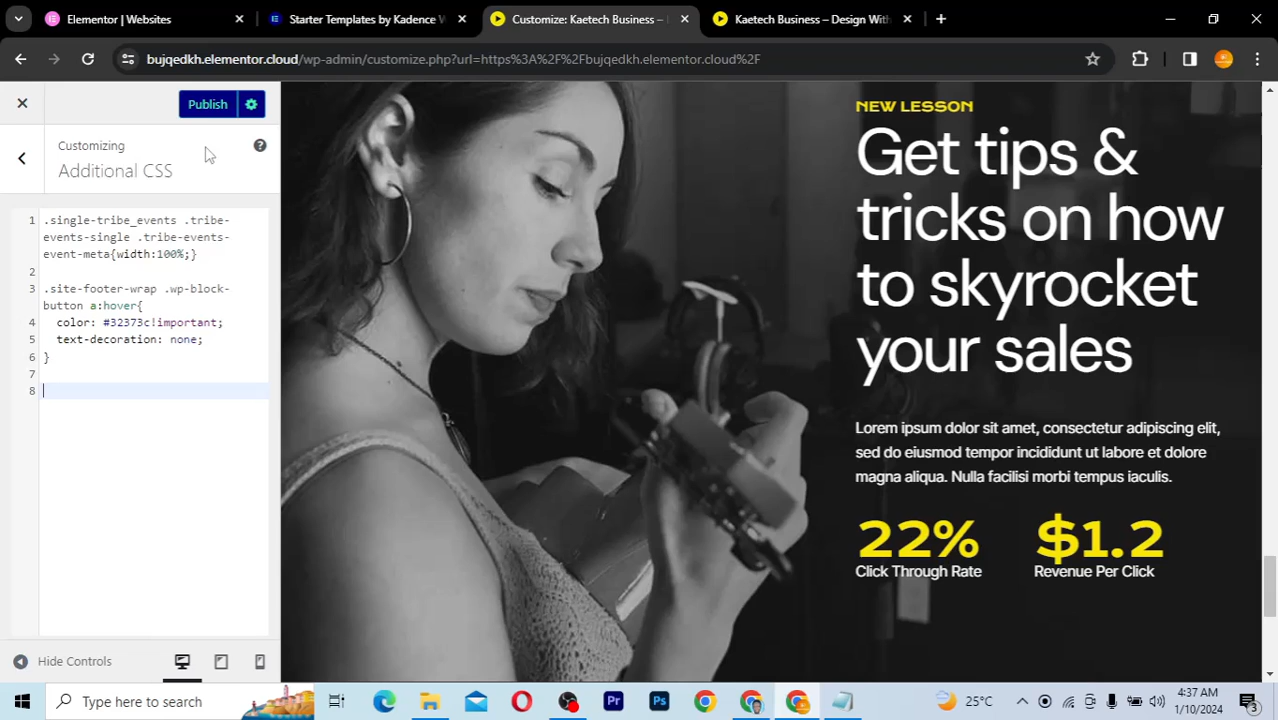 Elementor | Websites
Starter Templates by Kadence W
Customize: Kaetech Business –
Kaetech Business – Design With
bujqedkh.elementor.cloud/wp-admin/customize.php?url=https%3A%2F%2Fbujqedkh.elementor.cloud%2F
Publish
Customizing
Additional CSS
1 .single-tribe_events .tribe-
events-single .tribe-events-
event-meta{width:100%;}
2
3 .site-footer-wrap .wp-block-
button a:hover{
4 color: #32373c!important;
5 text-decoration: none;
6 }
7
8
Hide Controls
NEW LESSON
Get tips &
tricks on how
to skyrocket
your sales
Lorem ipsum dolor sit amet, consectetur adipiscing elit,
sed do eiusmod tempor incididunt ut labore et dolore
magna aliqua. Nulla facilisi morbi tempus iaculis.
22% $1.2
Click Through Rate Revenue Per Click
Type here to search
Pr
Ps
25°C
4:37 AM
1/10/2024
3